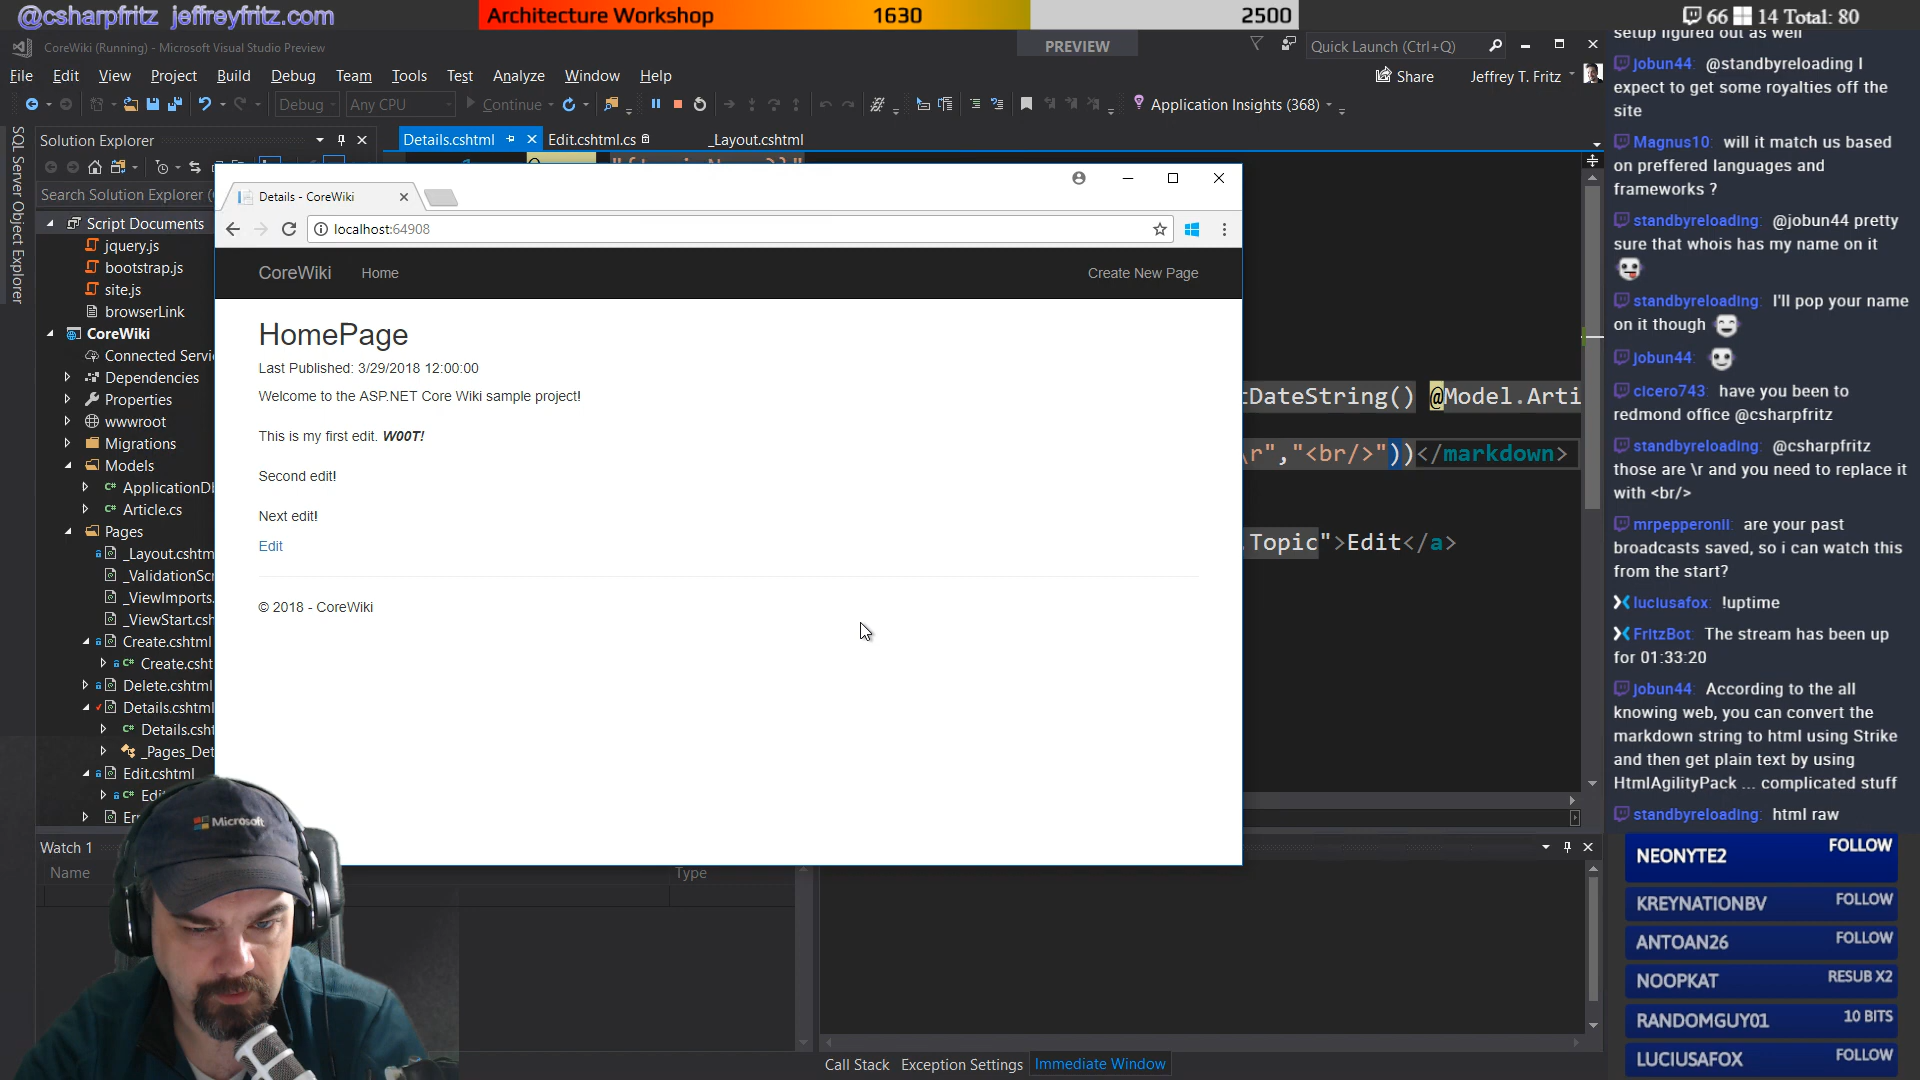 @csharpfritz jeffreyfritz.com
Architecture Workshop 1630 2500
66 14 Total: 80
CoreWiki (Running) - Microsoft Visual Studio Preview
PREVIEW
Quick Launch (Ctrl+Q)
File Edit View Project Build Debug Team Tools Test Analyze Window Help
Share Jeffrey T. Fritz
Debug Any CPU Continue Application Insights (368)
SQL Server Object Explorer
Solution Explorer
Search Solution Explorer (
Script Documents
jquery.js
bootstrap.js
site.js
browserLink
CoreWiki
Connected Servi
Dependencies
Properties
wwwroot
Migrations
Models
ApplicationDb
Article.cs
Pages
_Layout.cshtm
_ValidationScr
_ViewImports.
_ViewStart.csh
Create.cshtml
Create.csht
Delete.cshtml
Details.cshtml
Details.csht
_Pages_Det
Edit.cshtml
Edi
Err
Details.cshtml Edit.cshtml.cs _Layout.cshtml
Details - CoreWiki
localhost:64908
CoreWiki Home Create New Page
HomePage
Last Published: 3/29/2018 12:00:00
Welcome to the ASP.NET Core Wiki sample project!
This is my first edit. W00T!
Second edit!
Next edit!
Edit
© 2018 - CoreWiki
tDateString() @Model.Arti
\r","<br/>"))</markdown>
.Topic">Edit</a>
Watch 1
Name Type
Microsoft
Call Stack Exception Settings Immediate Window
setup figured out as well
jobun44: @standbyreloading I
expect to get some royalties off the
site
Magnus10: will it match us based
on preffered languages and
frameworks ?
standbyreloading: @jobun44 pretty
sure that whois has my name on it
standbyreloading: I'll pop your name
on it though
jobun44:
cicero743: have you been to
redmond office @csharpfritz
standbyreloading: @csharpfritz
those are \r and you need to replace it
with <br/>
mrpepperonii: are your past
broadcasts saved, so i can watch this
from the start?
luciusafox: !uptime
FritzBot: The stream has been up
for 01:33:20
jobun44: According to the all
knowing web, you can convert the
markdown string to html using Strike
and then get plain text by using
HtmlAgilityPack ... complicated stuff
standbyreloading: html raw
NEONYTE2 FOLLOW
KREYNATIONBV FOLLOW
ANTOAN26 FOLLOW
NOOPKAT RESUB X2
RANDOMGUY01 10 BITS
LUCIUSAFOX FOLLOW